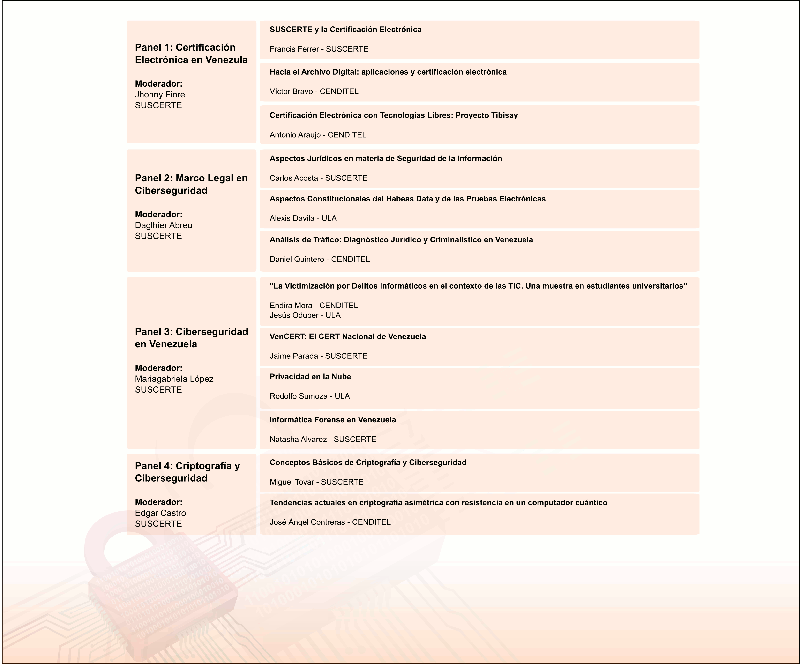 Panel 1: Certificación
Electrónica en Venezula
Moderador:
Jhonny Finre
SUSCERTE
SUSCERTE y la Certificación Electrónica
Francis Ferrer - SUSCERTE
Hacia el Archivo Digital: aplicaciones y certificación electrónica
Víctor Bravo - CENDITEL
Certificación Electrónica con Tecnologías Libres: Proyecto Tibisay
Antonio Araujo - CENDITEL
Panel 2: Marco Legal en
Ciberseguridad
Moderador:
Dagthier Abreu
SUSCERTE
Aspectos Jurídicos en materia de Seguridad de la Información
Carlos Acosta - SUSCERTE
Aspectos Constitucionales del Habeas Data y de las Pruebas Electrónicas
Alexis Davila - ULA
Análisis de Tráfico: Diagnóstico Jurídico y Criminalístico en Venezuela
Daniel Quintero - CENDITEL
Panel 3: Ciberseguridad
en Venezuela
Moderador:
Mariagabriela López
SUSCERTE
"La Victimización por Delitos Informáticos en el contexto de las TIC. Una muestra en estudiantes universitarios"
Endira Mora - CENDITEL
Jesús Oduber - ULA
VenCERT: El CERT Nacional de Venezuela
Jaime Parada - SUSCERTE
Privacidad en la Nube
Rodolfo Sumoza - ULA
Informática Forense en Venezuela
Natasha Alvarez - SUSCERTE
Panel 4: Criptografía y
Ciberseguridad
Moderador:
Edgar Castro
SUSCERTE
Conceptos Básicos de Criptografía y Ciberseguridad
Miguel Tovar - SUSCERTE
Tendencias actuales en criptografía asimétrica con resistencia en un computador cuántico
José Angel Contreras - CENDITEL